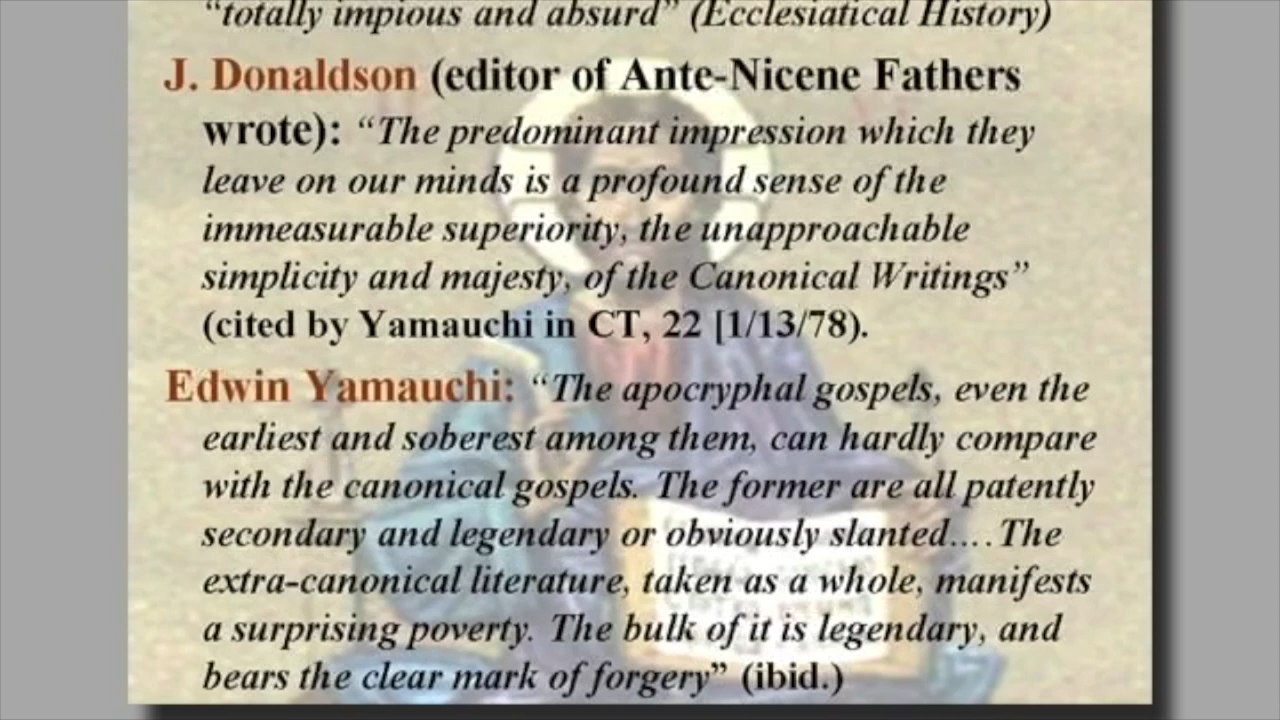 “totally impious and absurd” (Ecclesiatical History)
J. Donaldson (editor of Ante-Nicene Fathers
wrote): “The predominant impression which they
leave on our minds is a profound sense of the
immeasurable superiority, the unapproachable
simplicity and majesty, of the Canonical Writings”
(cited by Yamauchi in CT, 22 [1/13/78).
Edwin Yamauchi: “The apocryphal gospels, even the
earliest and soberest among them, can hardly compare
with the canonical gospels. The former are all patently
secondary and legendary or obviously slanted.… The
extra-canonical literature, taken as a whole, manifests
a surprising poverty. The bulk of it is legendary, and
bears the clear mark of forgery” (ibid.)